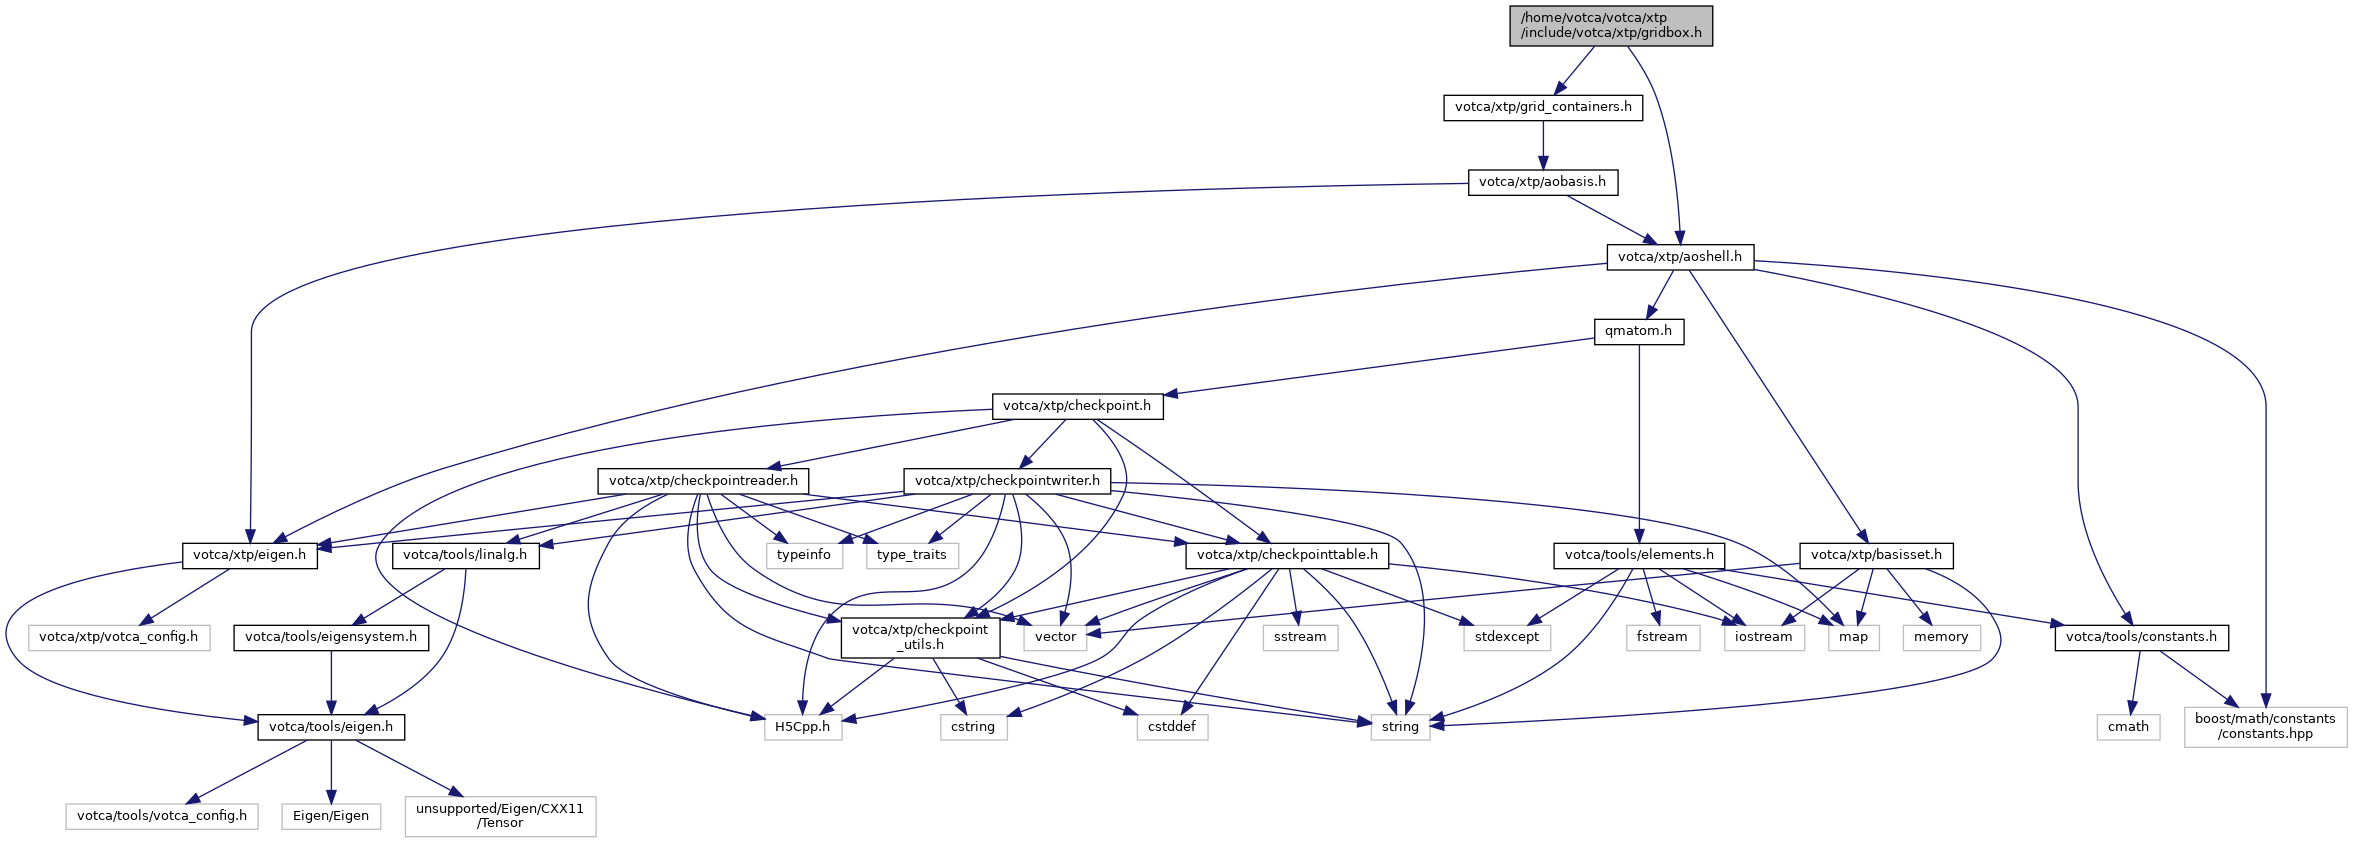 /home/votca/votca/xtp
/include/votca/xtp/gridbox.h
votca/xtp/grid_containers.h
votca/xtp/aobasis.h
votca/xtp/aoshell.h
qmatom.h
votca/xtp/checkpoint.h
votca/xtp/checkpointreader.h
votca/xtp/checkpointwriter.h
votca/xtp/eigen.h
votca/tools/linalg.h
typeinfo
type_traits
votca/xtp/checkpointtable.h
votca/tools/elements.h
votca/xtp/basisset.h
votca/xtp/votca_config.h
votca/tools/eigensystem.h
votca/xtp/checkpoint
_utils.h
vector
sstream
stdexcept
fstream
iostream
map
memory
votca/tools/constants.h
votca/tools/eigen.h
H5Cpp.h
cstring
cstddef
string
cmath
boost/math/constants
/constants.hpp
votca/tools/votca_config.h
Eigen/Eigen
unsupported/Eigen/CXX11
/Tensor